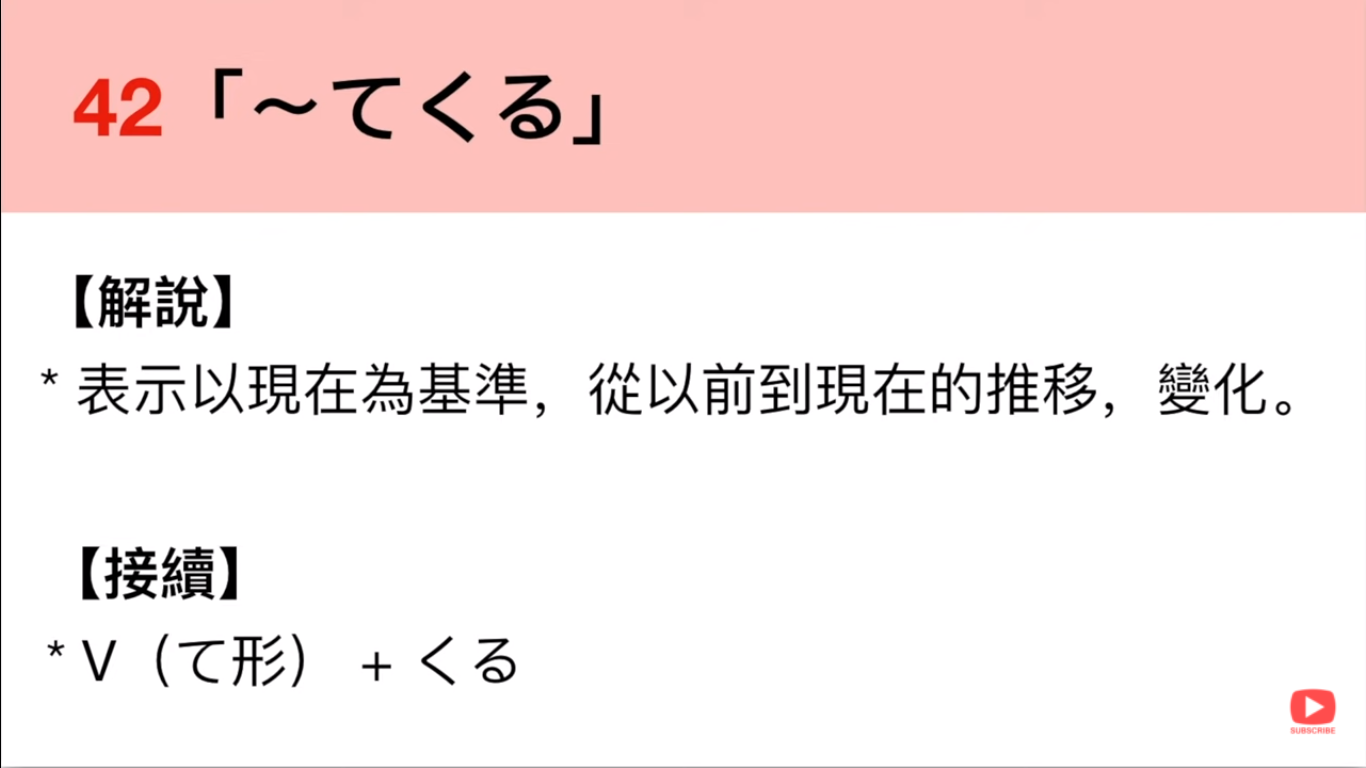 42「～てくる」
【解說】
* 表示以現在為基準，從以前到現在的推移，變化。
【接續】
* V（て形） + くる
SUBSCRIBE